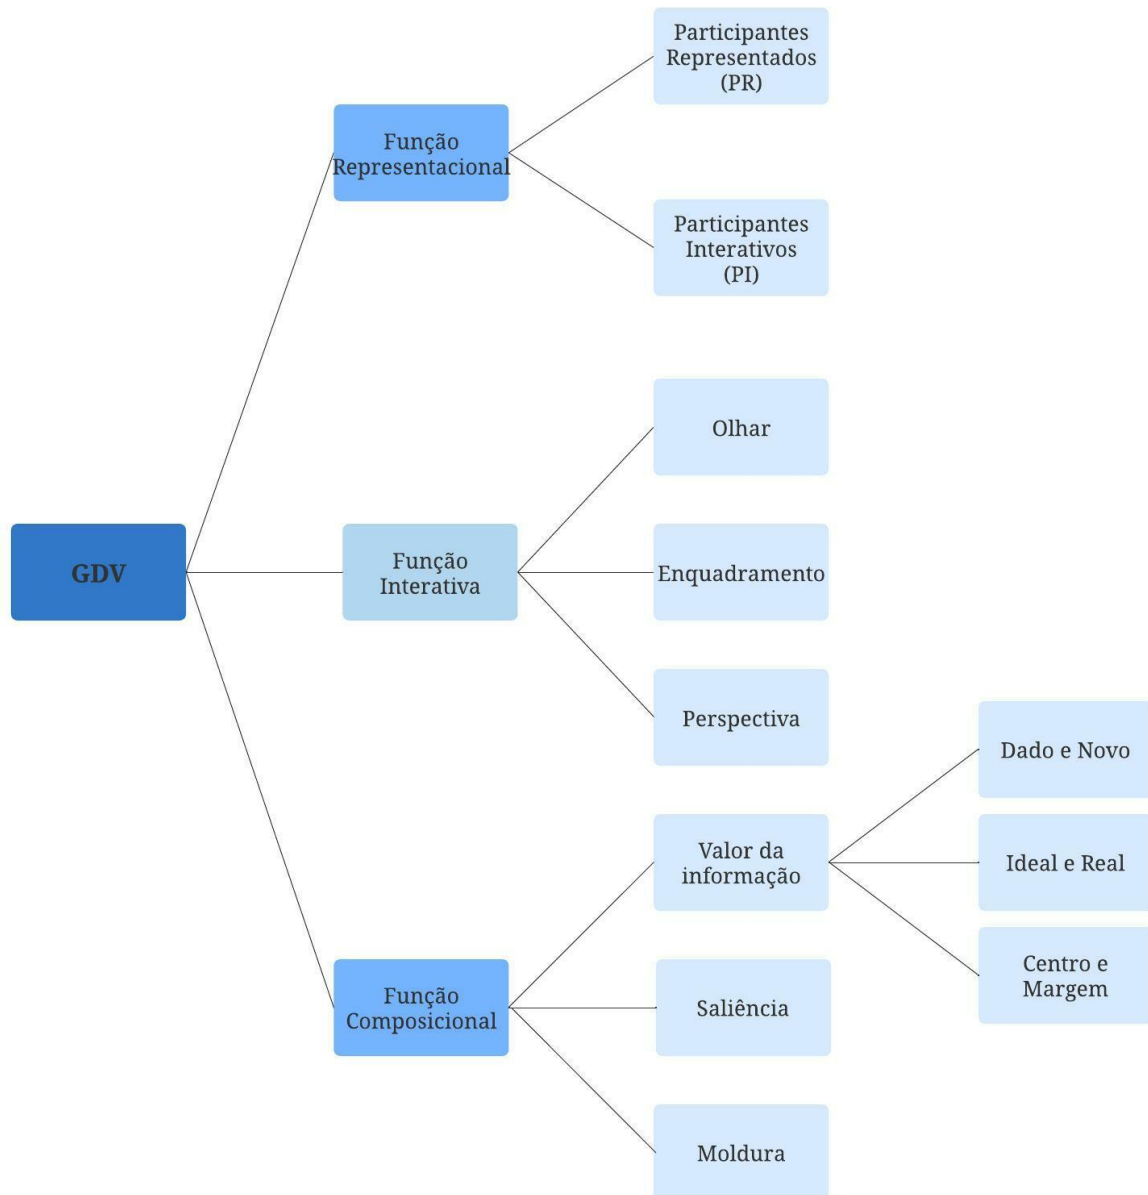 GDV
Função
Representacional
Participantes
Representados
(PR)
Participantes
Interativos
(PI)
Função
Interativa
Olhar
Enquadramento
Perspectiva
Função
Composicional
Valor da
informação
Dado e Novo
Ideal e Real
Centro e
Margem
Saliência
Moldura